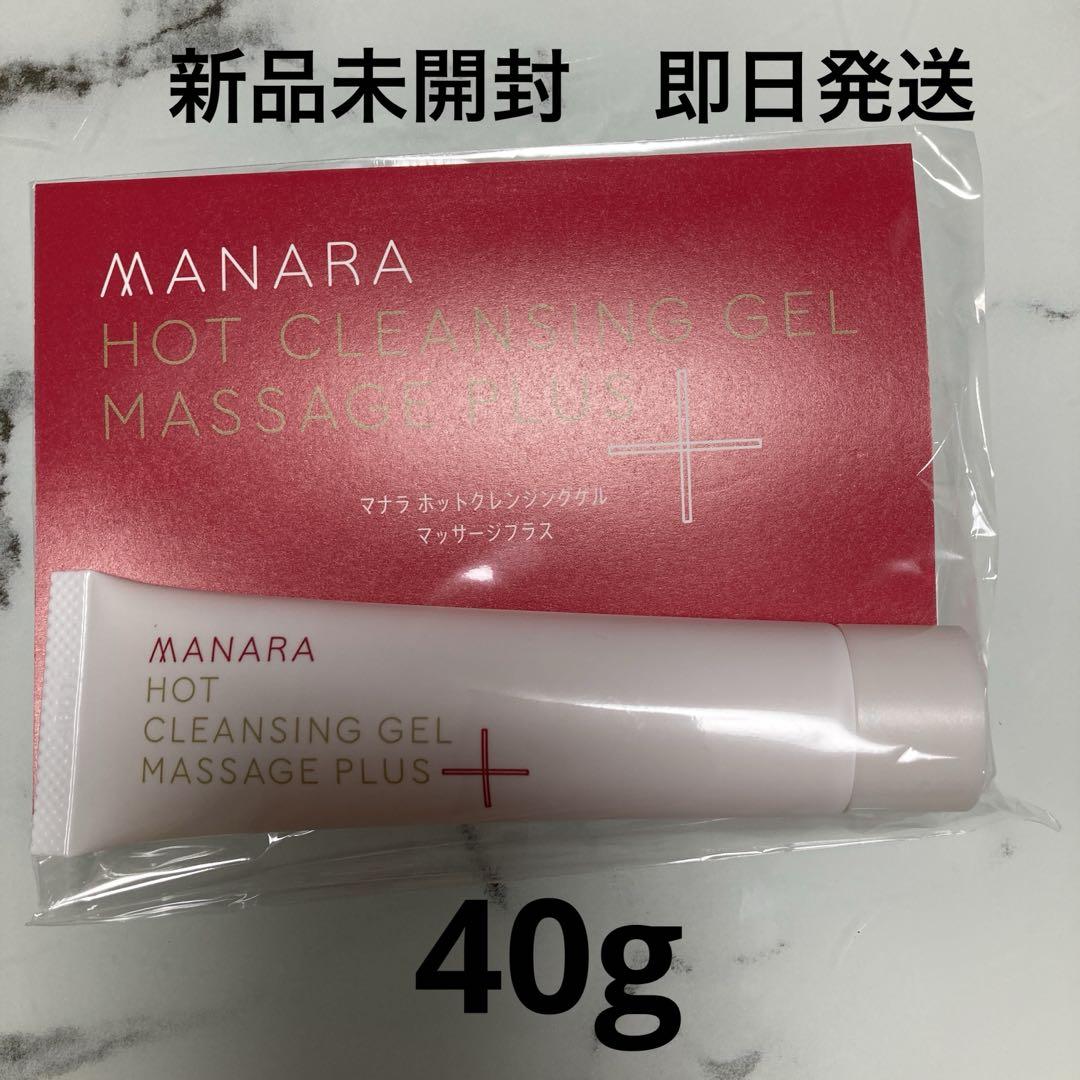 新品未開封　即日発送
MANARA
HOT CLEANSING GEL
MASSAGE PLUS
マナラ ホットクレンジングゲル
マッサージプラス
MANARA
HOT
CLEANSING GEL
MASSAGE PLUS
40g